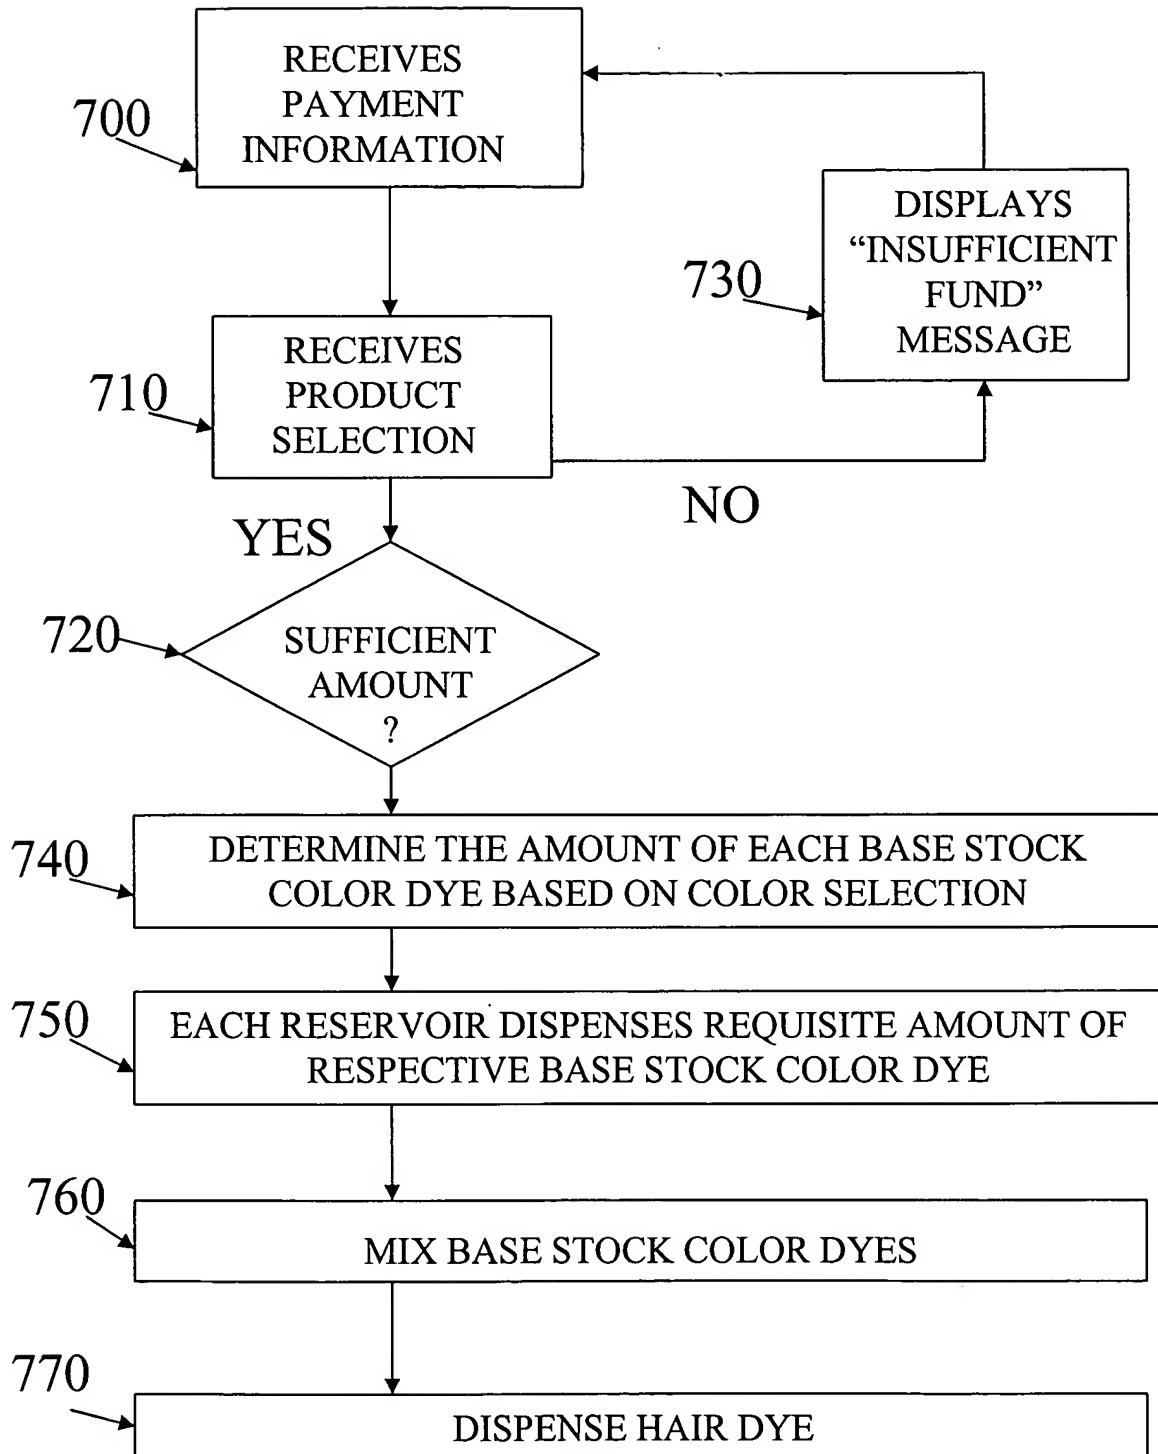 700
RECEIVES
PAYMENT
INFORMATION
730
DISPLAYS
“INSUFFICIENT
FUND”
MESSAGE
710
RECEIVES
PRODUCT
SELECTION
NO
YES
720
SUFFICIENT
AMOUNT
?
740
DETERMINE THE AMOUNT OF EACH BASE STOCK
COLOR DYE BASED ON COLOR SELECTION
750
EACH RESERVOIR DISPENSES REQUISITE AMOUNT OF
RESPECTIVE BASE STOCK COLOR DYE
760
MIX BASE STOCK COLOR DYES
770
DISPENSE HAIR DYE